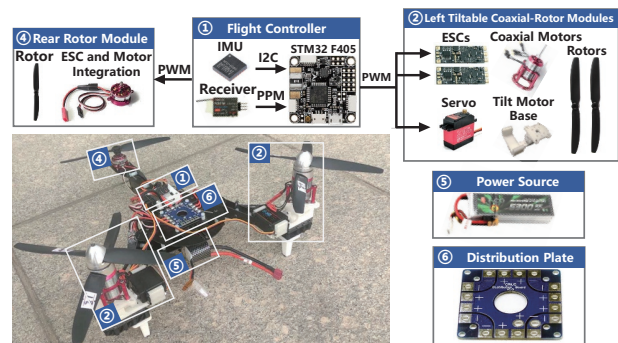 ④ Rear Rotor Module
Rotor
ESC and Motor
Integration
PWM
① Flight Controller
IMU
I2C
STM32 F405
Receiver
PPM
PWM
② Left Tiltable Coaxial-Rotor Modules
ESCs
Coaxial Motors
Rotors
Servo
Tilt Motor
Base
④
①
⑥
②
⑤
②
⑤ Power Source
5300
⑥ Distribution Plate